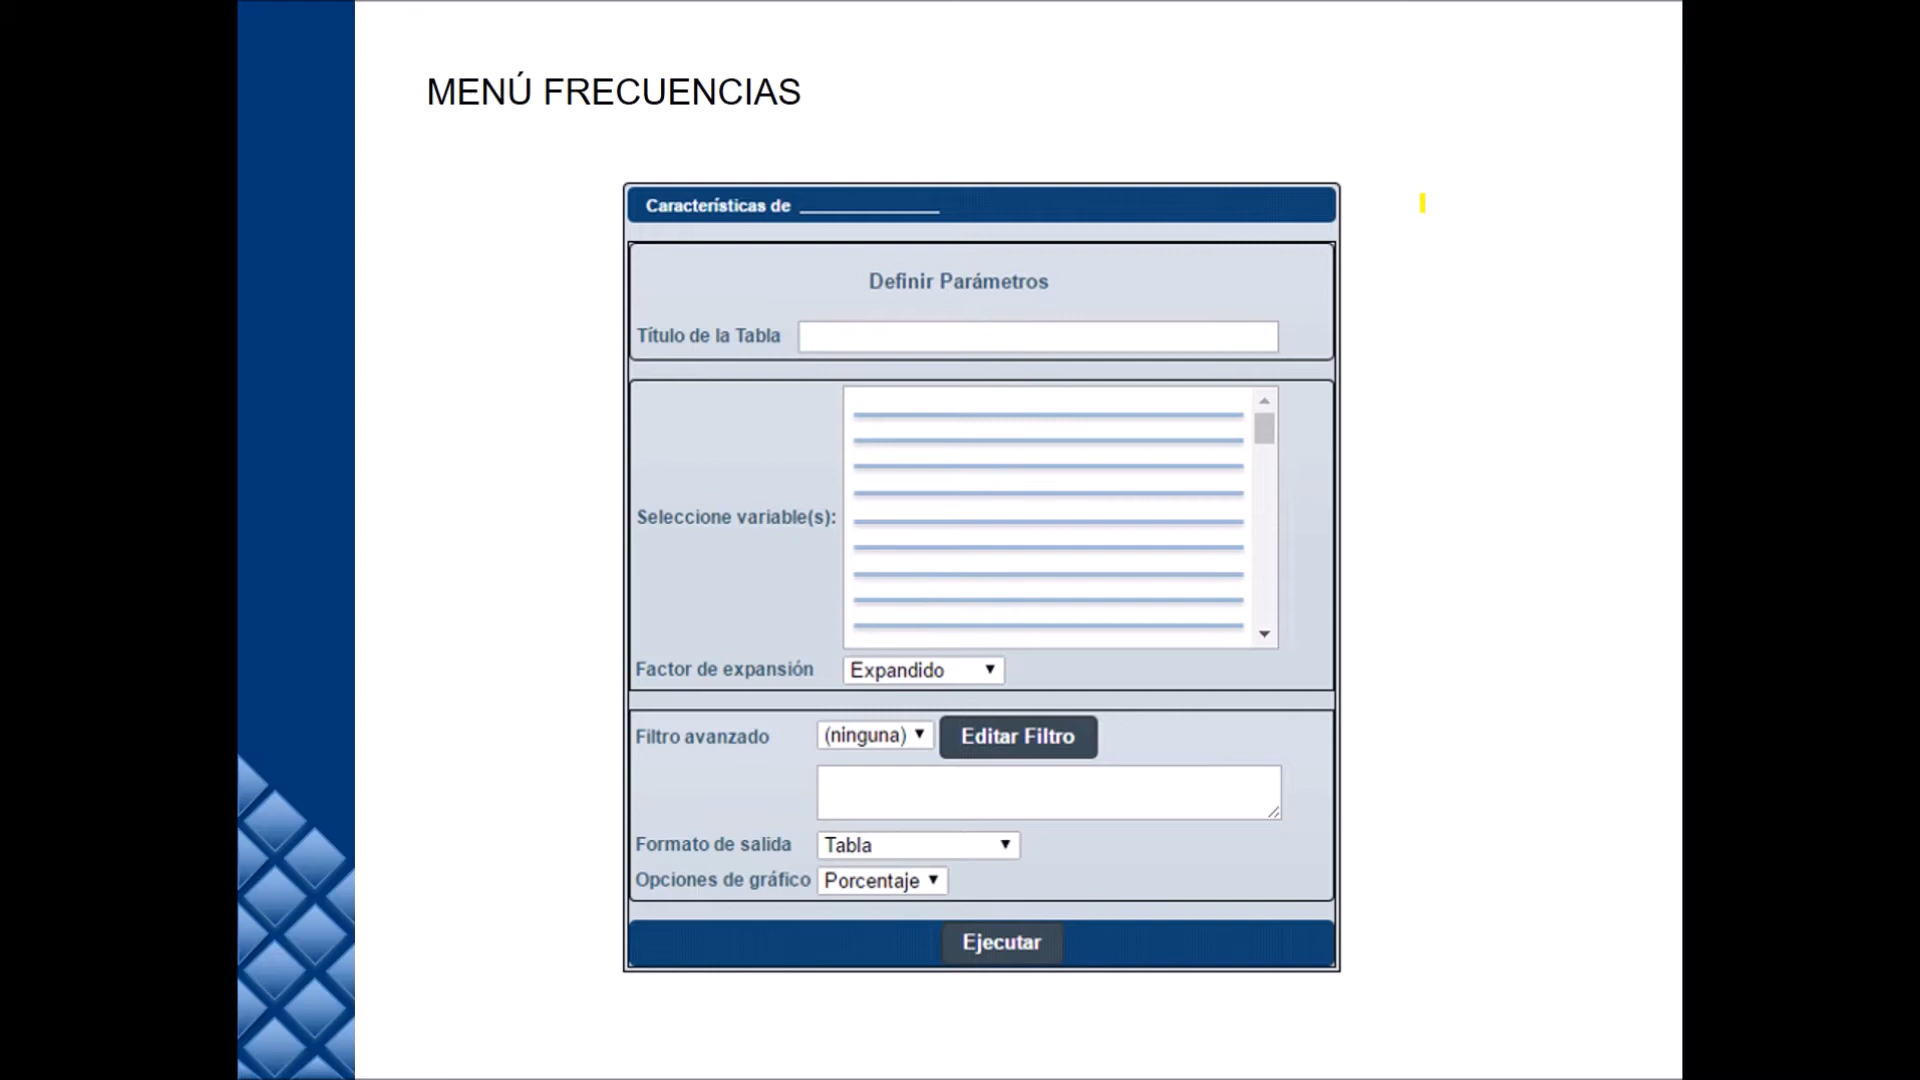 MENÚ FRECUENCIAS
Características de ______________
Definir Parámetros
Título de la Tabla
Seleccione variable(s):
Factor de expansión Expandido
Filtro avanzado (ninguna) Editar Filtro
Formato de salida Tabla
Opciones de gráfico Porcentaje
Ejecutar